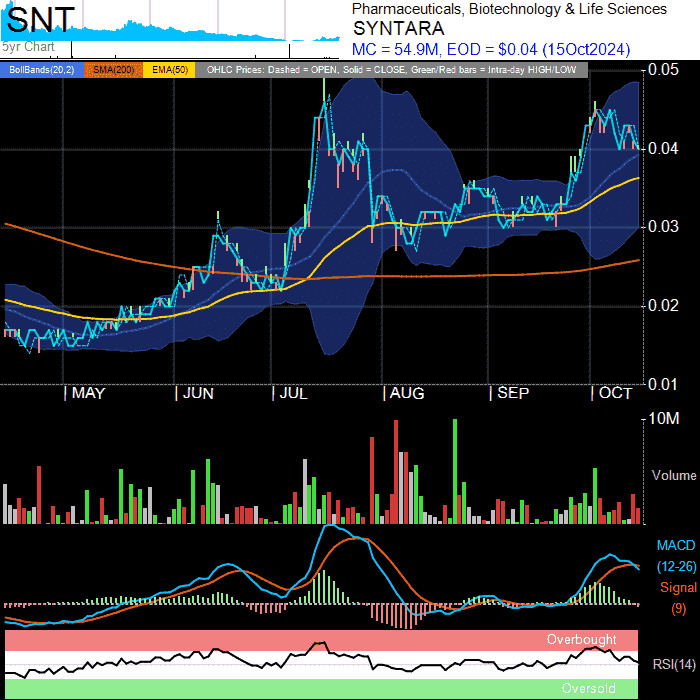 SNT
5yr Chart
Pharmaceuticals, Biotechnology & Life Sciences
SYNTARA
MC = 54.9M, EOD = $0.04 (15Oct2024)
BollBands(20,2) SMA(200) EMA(50) OHLC Prices: Dashed = OPEN, Solid = CLOSE, Green/Red bars = Intra-day HIGH/LOW
0.05
0.04
0.03
0.02
0.01
MAY JUN JUL AUG SEP OCT
10M
Volume
MACD
(12-26)
Signal
(9)
Overbought
RSI(14)
Oversold